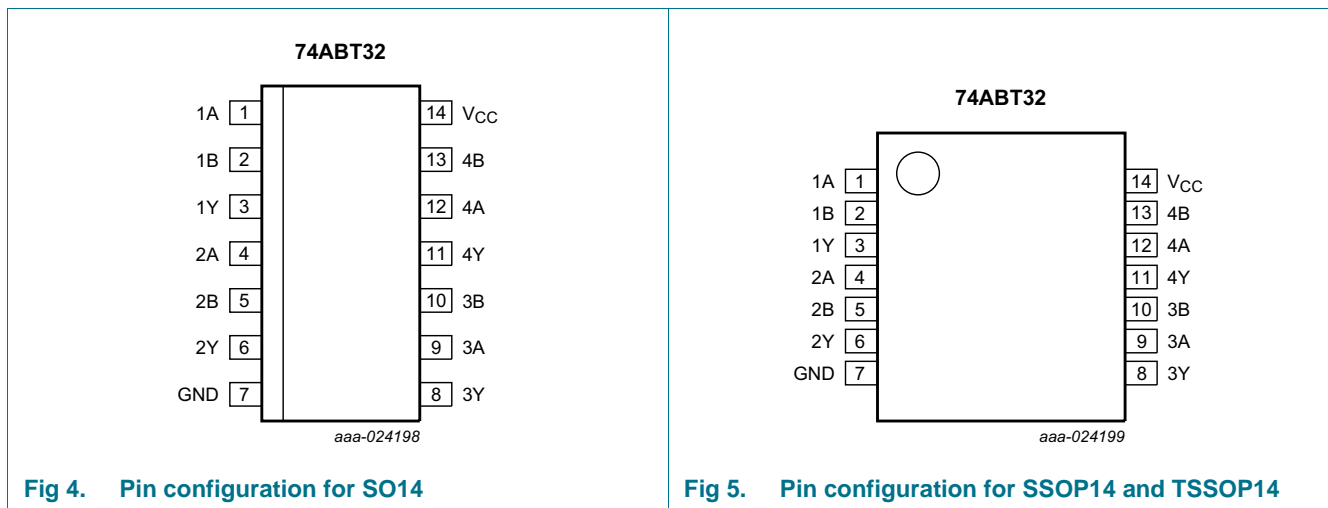 74ABT32
1A 1 14 VCC
1B 2 13 4B
1Y 3 12 4A
2A 4 11 4Y
2B 5 10 3B
2Y 6 9 3A
GND 7 8 3Y
aaa-024198
Fig 4. Pin configuration for SO14
74ABT32
1A 1 14 VCC
1B 2 13 4B
1Y 3 12 4A
2A 4 11 4Y
2B 5 10 3B
2Y 6 9 3A
GND 7 8 3Y
aaa-024199
Fig 5. Pin configuration for SSOP14 and TSSOP14